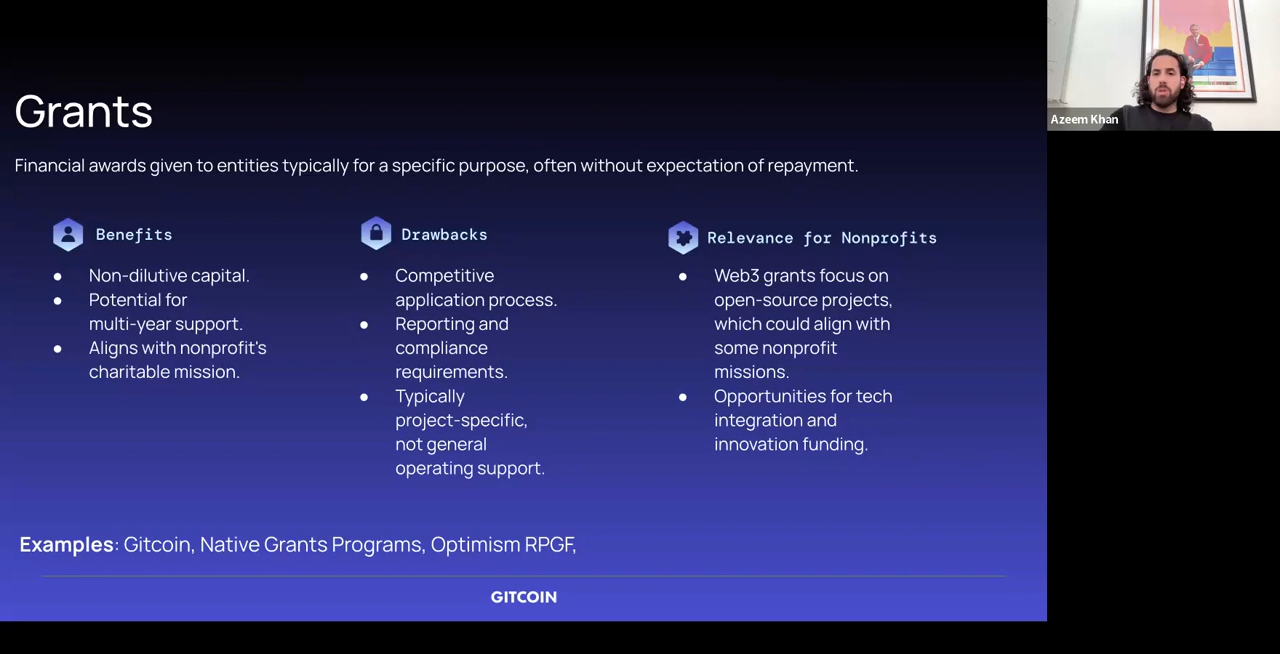 Grants
Financial awards given to entities typically for a specific purpose, often without expectation of repayment.
Benefits
● Non-dilutive capital.
● Potential for
multi-year support.
● Aligns with nonprofit's
charitable mission.
Drawbacks
● Competitive
application process.
● Reporting and
compliance
requirements.
● Typically
project-specific,
not general
operating support.
Relevance for Nonprofits
● Web3 grants focus on
open-source projects,
which could align with
some nonprofit
missions.
● Opportunities for tech
integration and
innovation funding.
Examples: Gitcoin, Native Grants Programs, Optimism RPGF,
GITCOIN
Azeem Khan